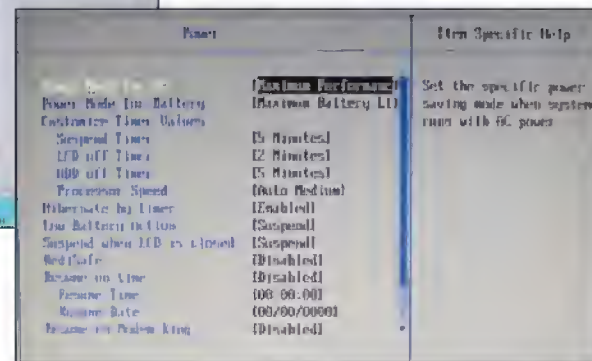 Power
Item Specific Help
[Maximum Performanc]
Set the specific power
Power Mode for Battery [Maximum Battery Li]
saving mode when system
Customize Timer Values
runs with AC power
Suspend Timer [5 Minutes]
LCD off Timer [2 Minutes]
HDD off Timer [5 Minutes]
Processor Speed [Auto Medium]
Hibernate by Timer [Enabled]
Low Battery Action [Suspend]
Suspend when LCD is closed [Suspend]
RediSafe [Disabled]
Resume on Time [Disabled]
Resume Time [00:00:00]
Resume Date [00/00/0000]
Resume on Modem Ring [Disabled]